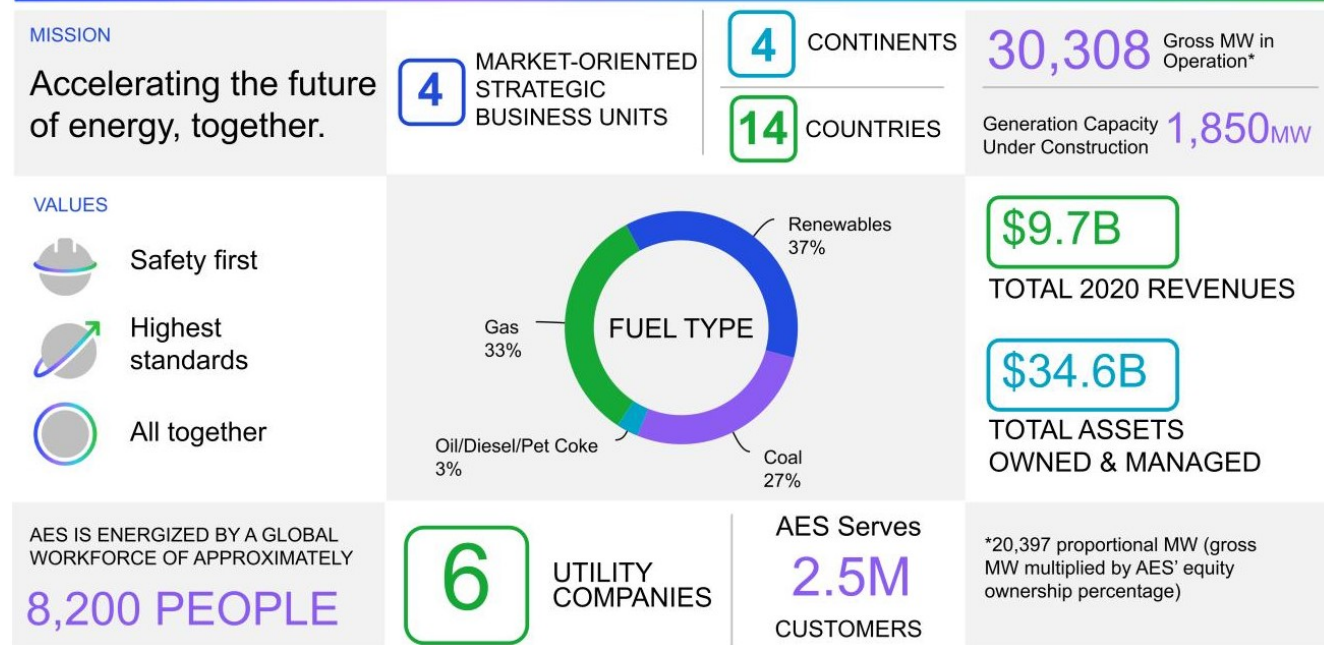 MISSION
Accelerating the future
of energy, together.
4
MARKET-ORIENTED
STRATEGIC
BUSINESS UNITS
4
CONTINENTS
14
COUNTRIES
30,308
Gross MW in
Operation*
Generation Capacity
Under Construction
1,850MW
VALUES
Safety first
Highest
standards
All together
FUEL TYPE
Renewables
37%
Gas
33%
Oil/Diesel/Pet Coke
3%
Coal
27%
$9.7B
TOTAL 2020 REVENUES
$34.6B
TOTAL ASSETS
OWNED & MANAGED
AES IS ENERGIZED BY A GLOBAL
WORKFORCE OF APPROXIMATELY
8,200 PEOPLE
6
UTILITY
COMPANIES
AES Serves
2.5M
CUSTOMERS
*20,397 proportional MW (gross
MW multiplied by AES’ equity
ownership percentage)